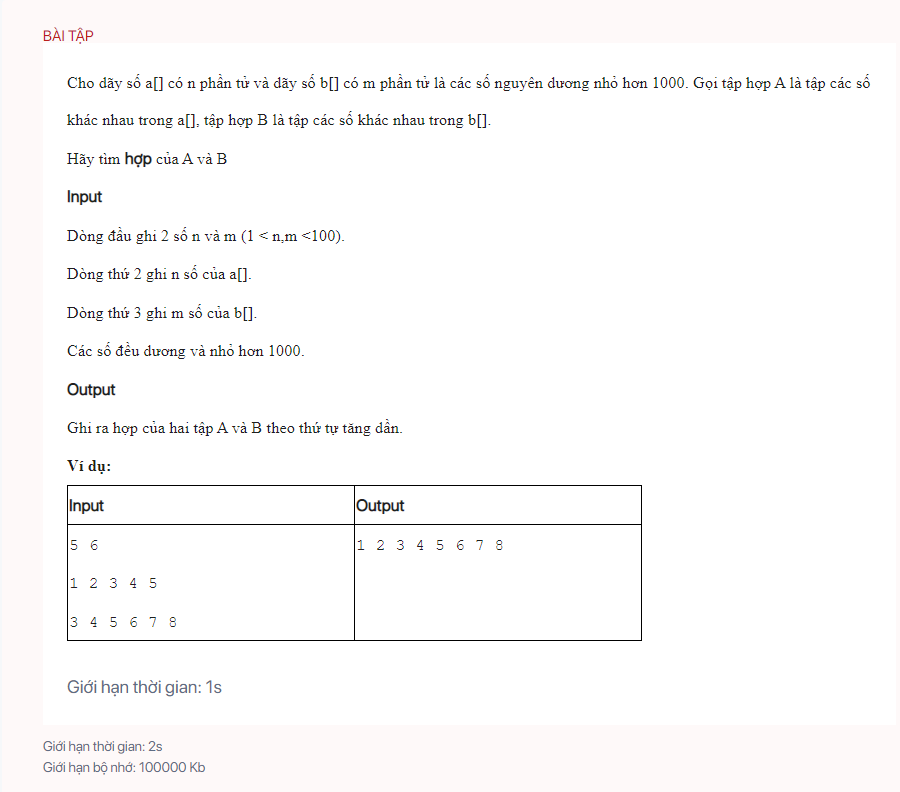 BÀI TẬP
Cho dãy số a[] có n phần tử và dãy số b[] có m phần tử là các số nguyên dương nhỏ hơn 1000. Gọi tập hợp A là tập các số
khác nhau trong a[], tập hợp B là tập các số khác nhau trong b[].
Hãy tìm hợp của A và B
Input
Dòng đầu ghi 2 số n và m (1 < n,m <100).
Dòng thứ 2 ghi n số của a[].
Dòng thứ 3 ghi m số của b[].
Các số đều dương và nhỏ hơn 1000.
Output
Ghi ra hợp của hai tập A và B theo thứ tự tăng dần.
Ví dụ:
Input Output
5 6 1 2 3 4 5 6 7 8
1 2 3 4 5
3 4 5 6 7 8
Giới hạn thời gian: 1s
Giới hạn thời gian: 2s
Giới hạn bộ nhớ: 100000 Kb